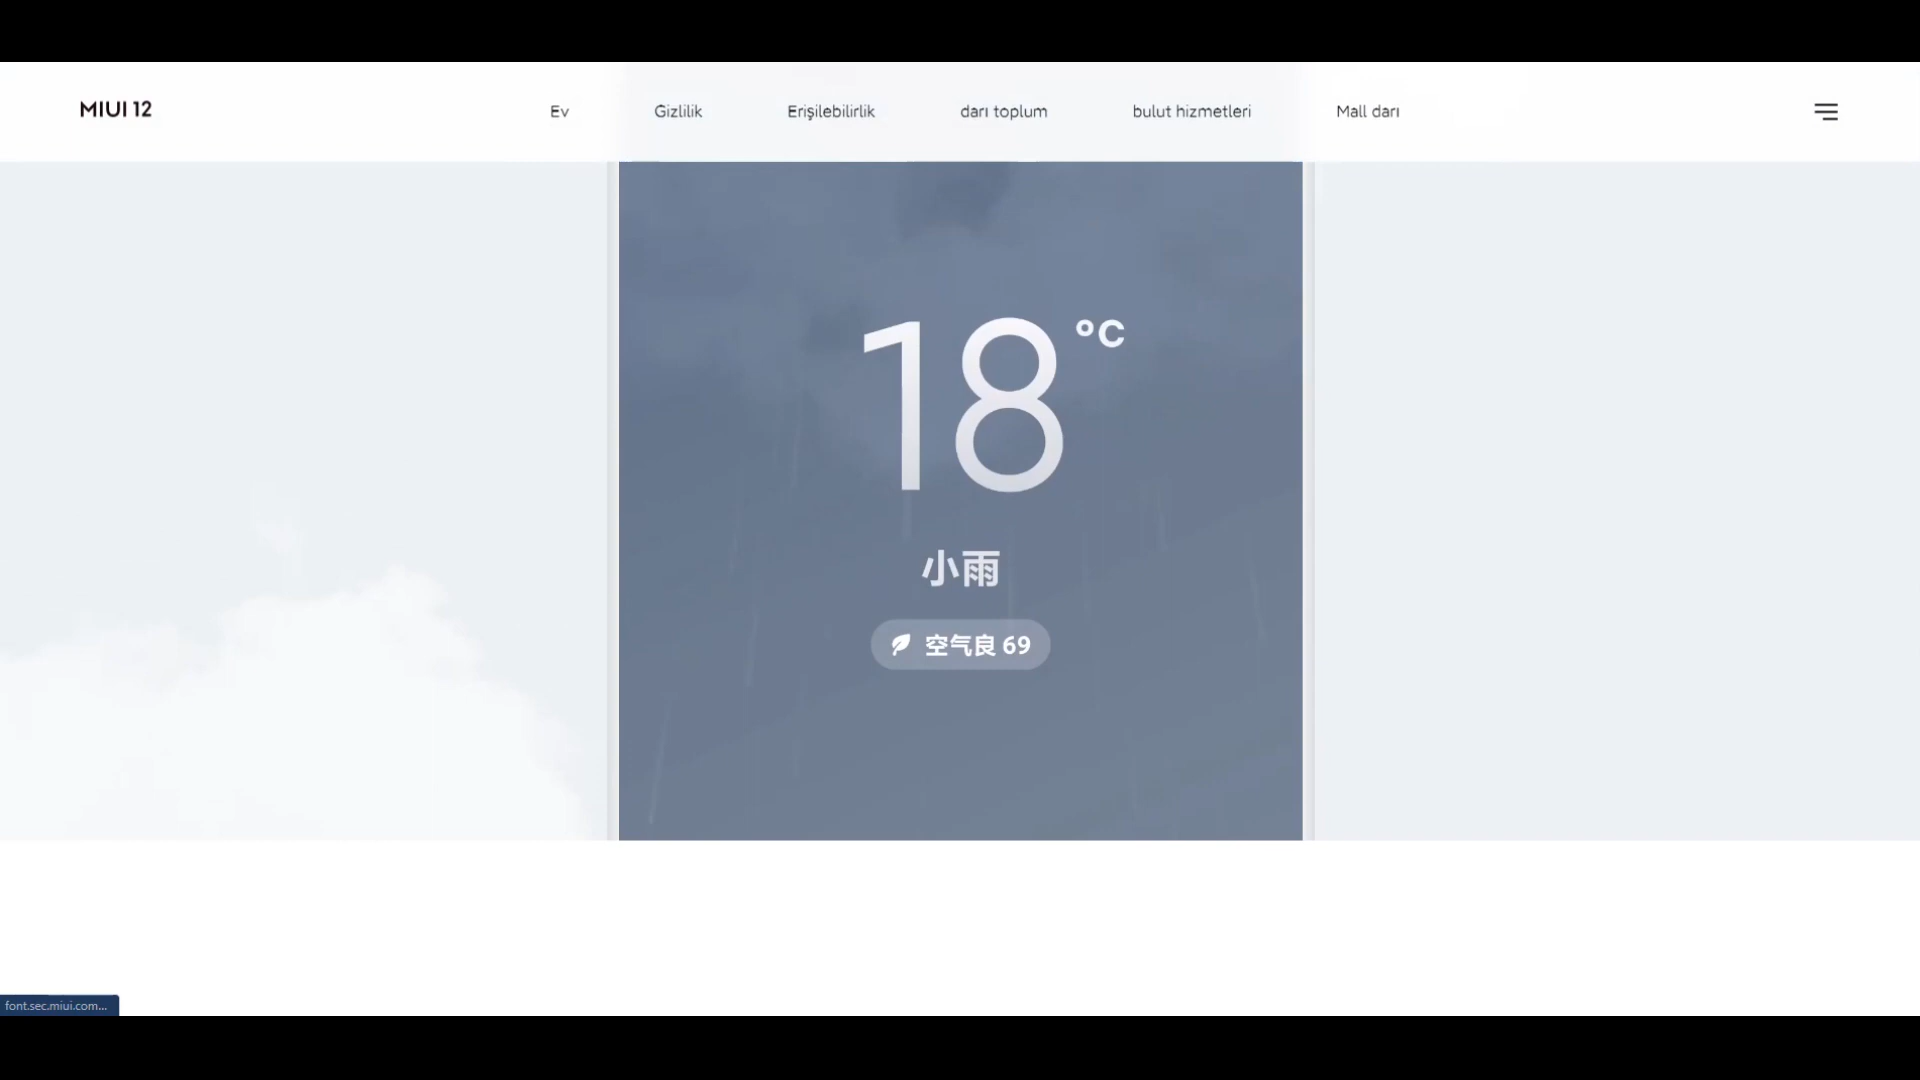 MIUI 12
Ev Gizlilik Erişilebilirlik darı toplum bulut hizmetleri Mall darı
18 °C
小雨
空气良 69
font.sec.miui.com...